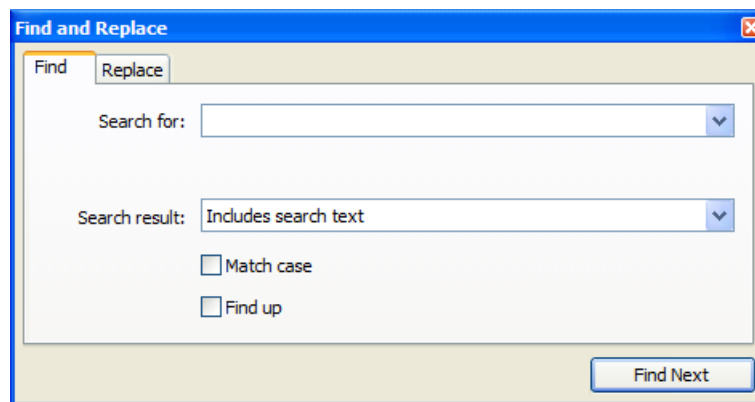 Find and Replace
Find
Replace
Search for:
Search result: Includes search text
Match case
Find up
Find Next